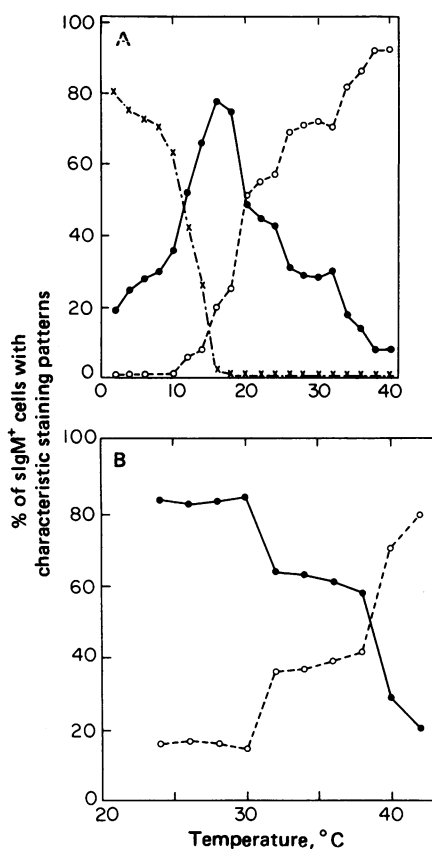 100
80
60
40
20
0
A
0 10 20 30 40
% of sIgM+ cells with
characteristic staining patterns
100
80
60
40
20
0
B
20 30 40
Temperature, °C